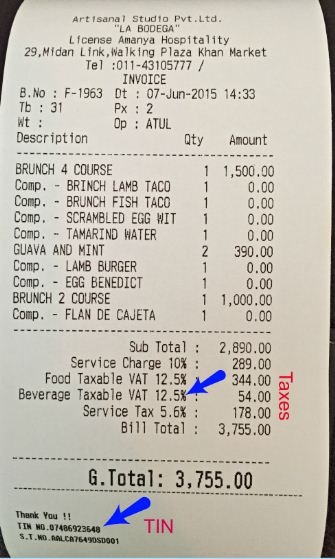 Artisanal Studio Pvt.Ltd.
"LA BODEGA"
License Amanya Hospitality
29,Midan Link,Walking Plaza Khan Market
Tel :011-43105777 /
INVOICE
B.No : F-1963 Dt : 07-Jun-2015 14:33
Tb : 31 Px : 2
Wt : Op : ATUL
Description Qty Amount
BRUNCH 4 COURSE 1 1,500.00
Comp. - BRINCH LAMB TACO 1 0.00
Comp. - BRUNCH FISH TACO 1 0.00
Comp. - SCRAMBLED EGG WIT 1 0.00
Comp. - TAMARIND WATER 1 0.00
GUAVA AND MINT 2 390.00
Comp. - LAMB BURGER 1 0.00
Comp. - EGG BENEDICT 1 0.00
BRUNCH 2 COURSE 1 1,000.00
Comp. - FLAN DE CAJETA 1 0.00
Sub Total : 2,890.00
Service Charge 10% : 289.00
Food Taxable VAT 12.5% : 344.00
Beverage Taxable VAT 12.5% : 54.00
Service Tax 5.6% : 178.00
Bill Total : 3,755.00
Taxes
G.Total: 3,755.00
Thank You !!
TIN NO.07486923648
TIN
S.T.NO.AALCA7649DSD001